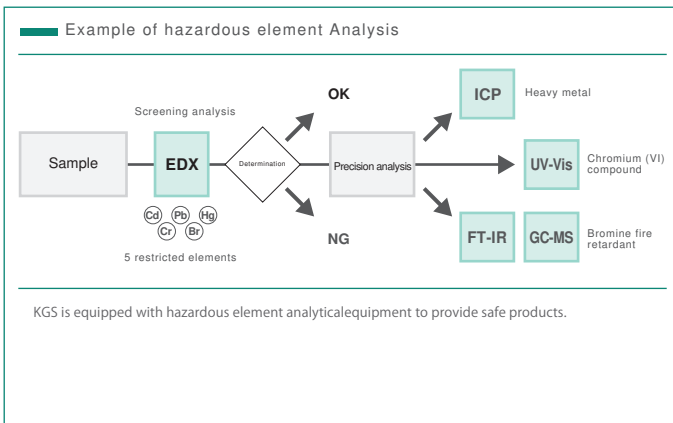 Example of hazardous element Analysis
Screening analysis
Sample
EDX
Determination
OK
NG
Precision analysis
ICP
Heavy metal
UV-Vis
Chromium (VI)
compound
FT-IR
GC-MS
Bromine fire
retardant
Cd Pb Hg
Cr Br
5 restricted elements
KGS is equipped with hazardous element analyticalequipment to provide safe products.